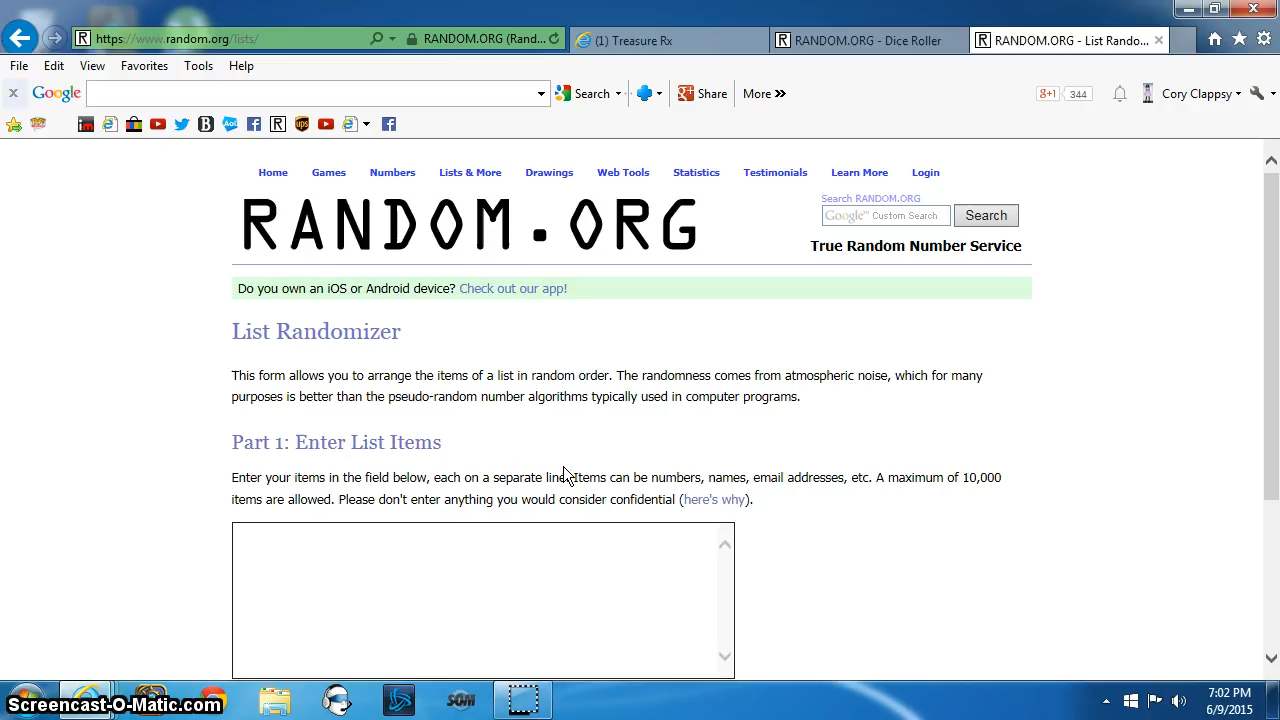 https://www.random.org/lists/
RANDOM.ORG (Rand...
(1) Treasure Rx
RANDOM.ORG - Dice Roller
RANDOM.ORG - List Rando...
File Edit View Favorites Tools Help
Google
Search
Share
More »
g+1 344
Cory Clappsy
Home Games Numbers Lists & More Drawings Web Tools Statistics Testimonials Learn More Login
RANDOM.ORG
Search RANDOM.ORG
Google™ Custom Search
Search
True Random Number Service
Do you own an iOS or Android device? Check out our app!
List Randomizer
This form allows you to arrange the items of a list in random order. The randomness comes from atmospheric noise, which for many
purposes is better than the pseudo-random number algorithms typically used in computer programs.
Part 1: Enter List Items
Enter your items in the field below, each on a separate line. Items can be numbers, names, email addresses, etc. A maximum of 10,000
items are allowed. Please don't enter anything you would consider confidential (here's why).
Screencast-O-Matic.com
SOM
7:02 PM
6/9/2015